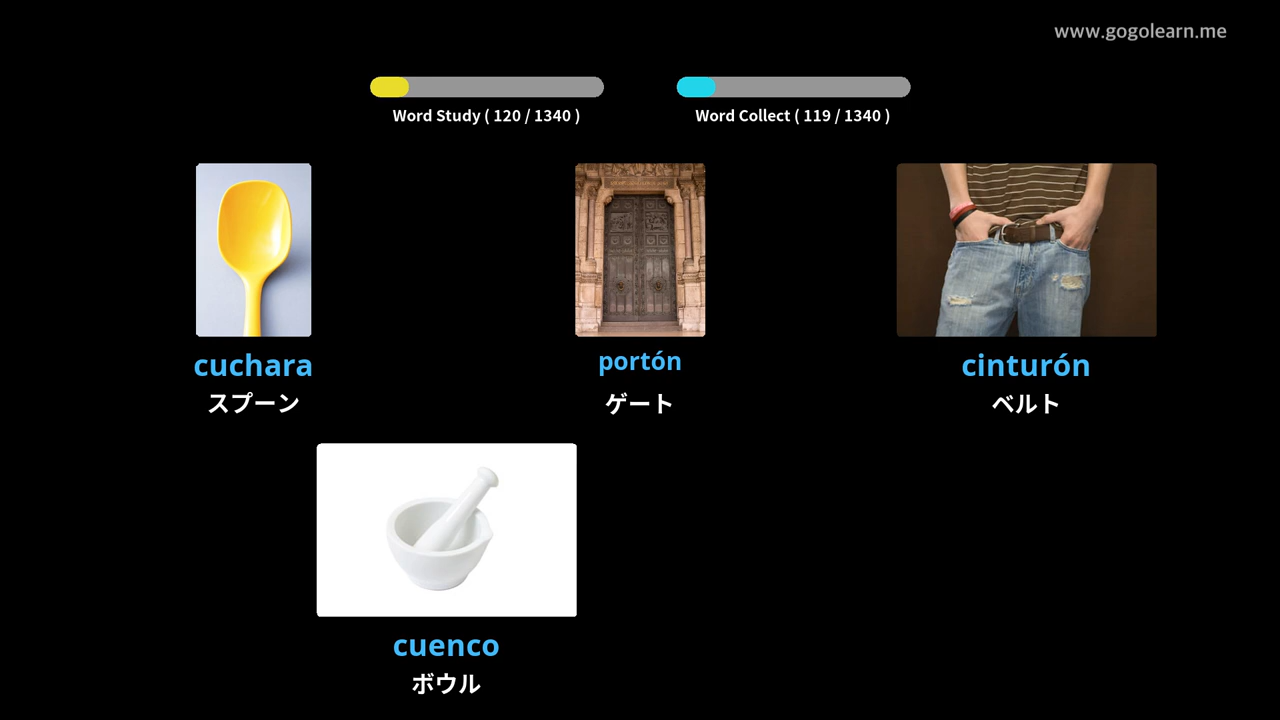 www.gogolearn.me
Word Study ( 120 / 1340 )
Word Collect ( 119 / 1340 )
cuchara
スプーン
portón
ゲート
cinturón
ベルト
cuenco
ボウル